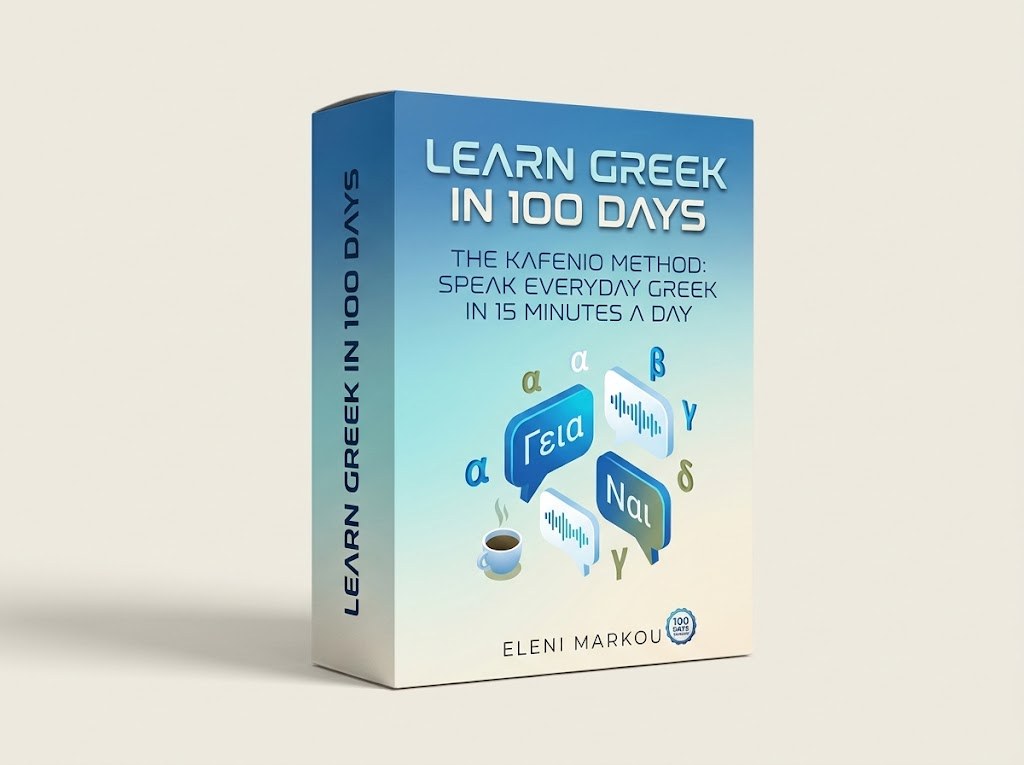 LEARN GREEK IN 100 DAYS
LEARN GREEK
IN 100 DAYS
THE KAFENIO METHOD:
SPEAK EVERYDAY GREEK
IN 15 MINUTES A DAY
α
α
β
γ
α
δ
Γεια
Ναι
γ
ELENI MARKOU
100
DAYS